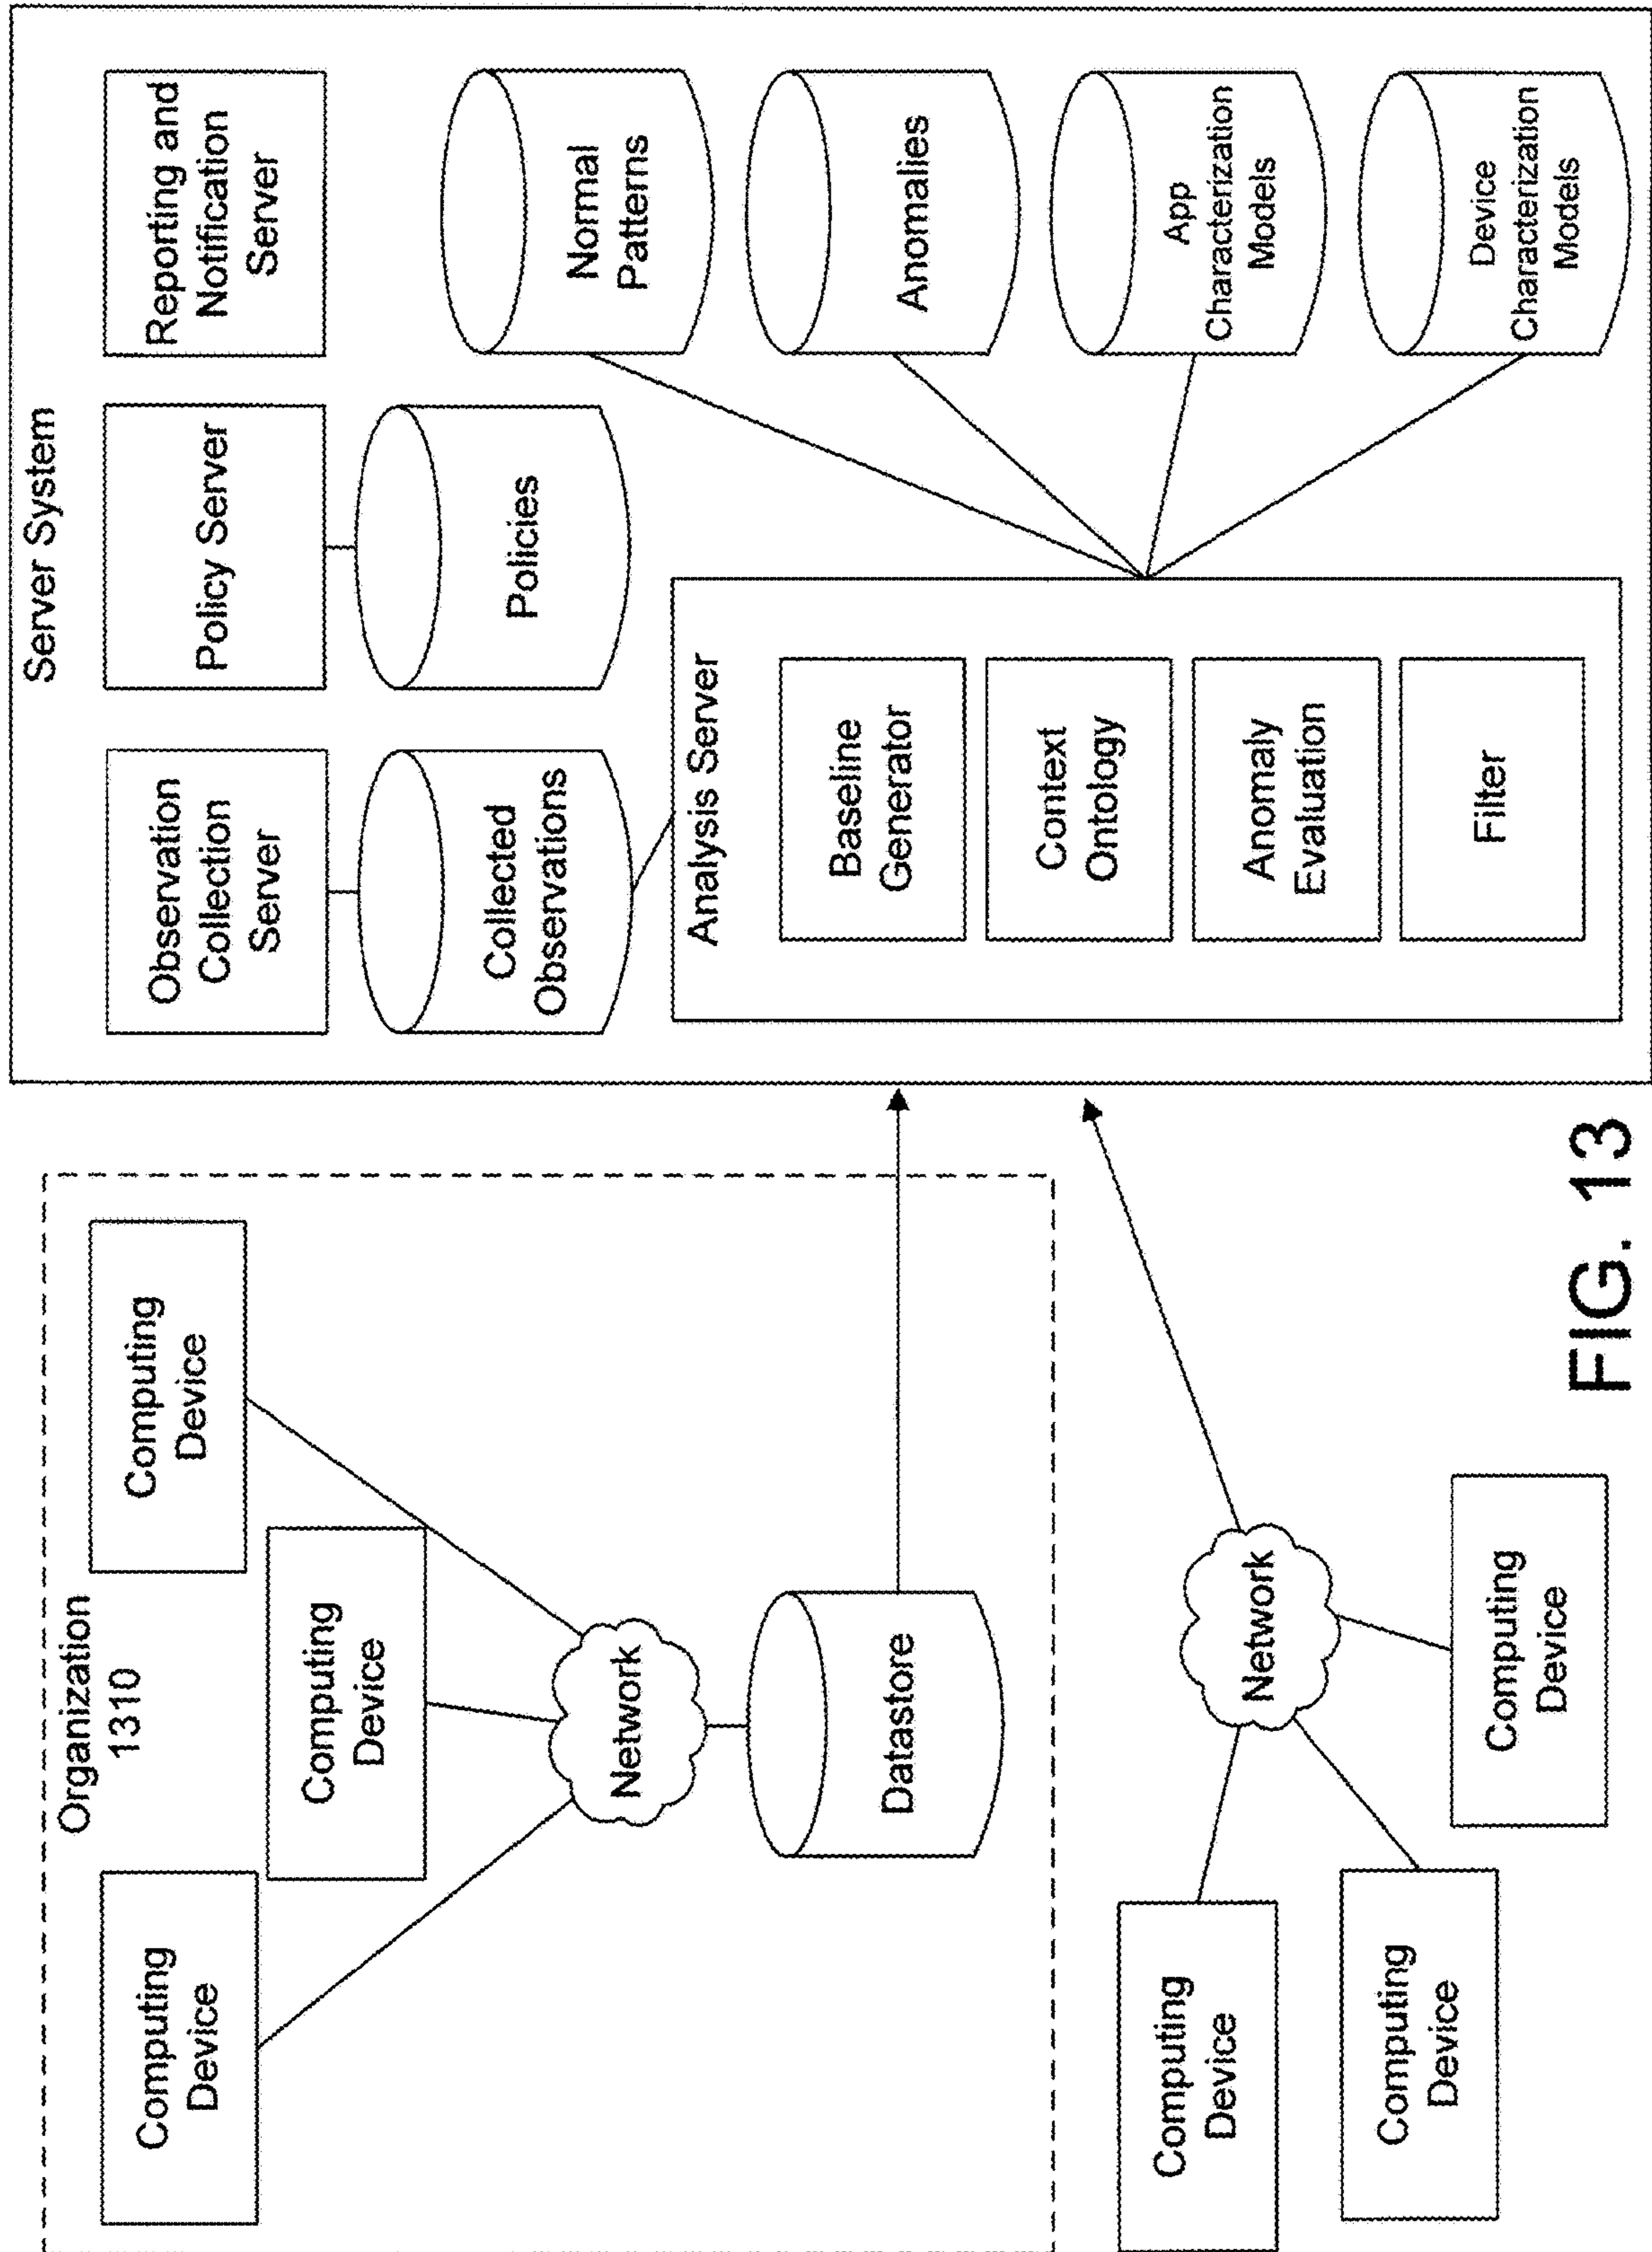 Organization
1310
Computing
Device
Computing
Device
Computing
Device
Network
Datastore
Computing
Device
Computing
Device
Network
Computing
Device
Server System
Observation
Collection
Server
Policy Server
Reporting and
Notification
Server
Collected
Observations
Policies
Normal
Patterns
Analysis Server
Baseline
Generator
Context
Ontology
Anomaly
Evaluation
Filter
Anomalies
App
Characterization
Models
Device
Characterization
Models
FIG. 13